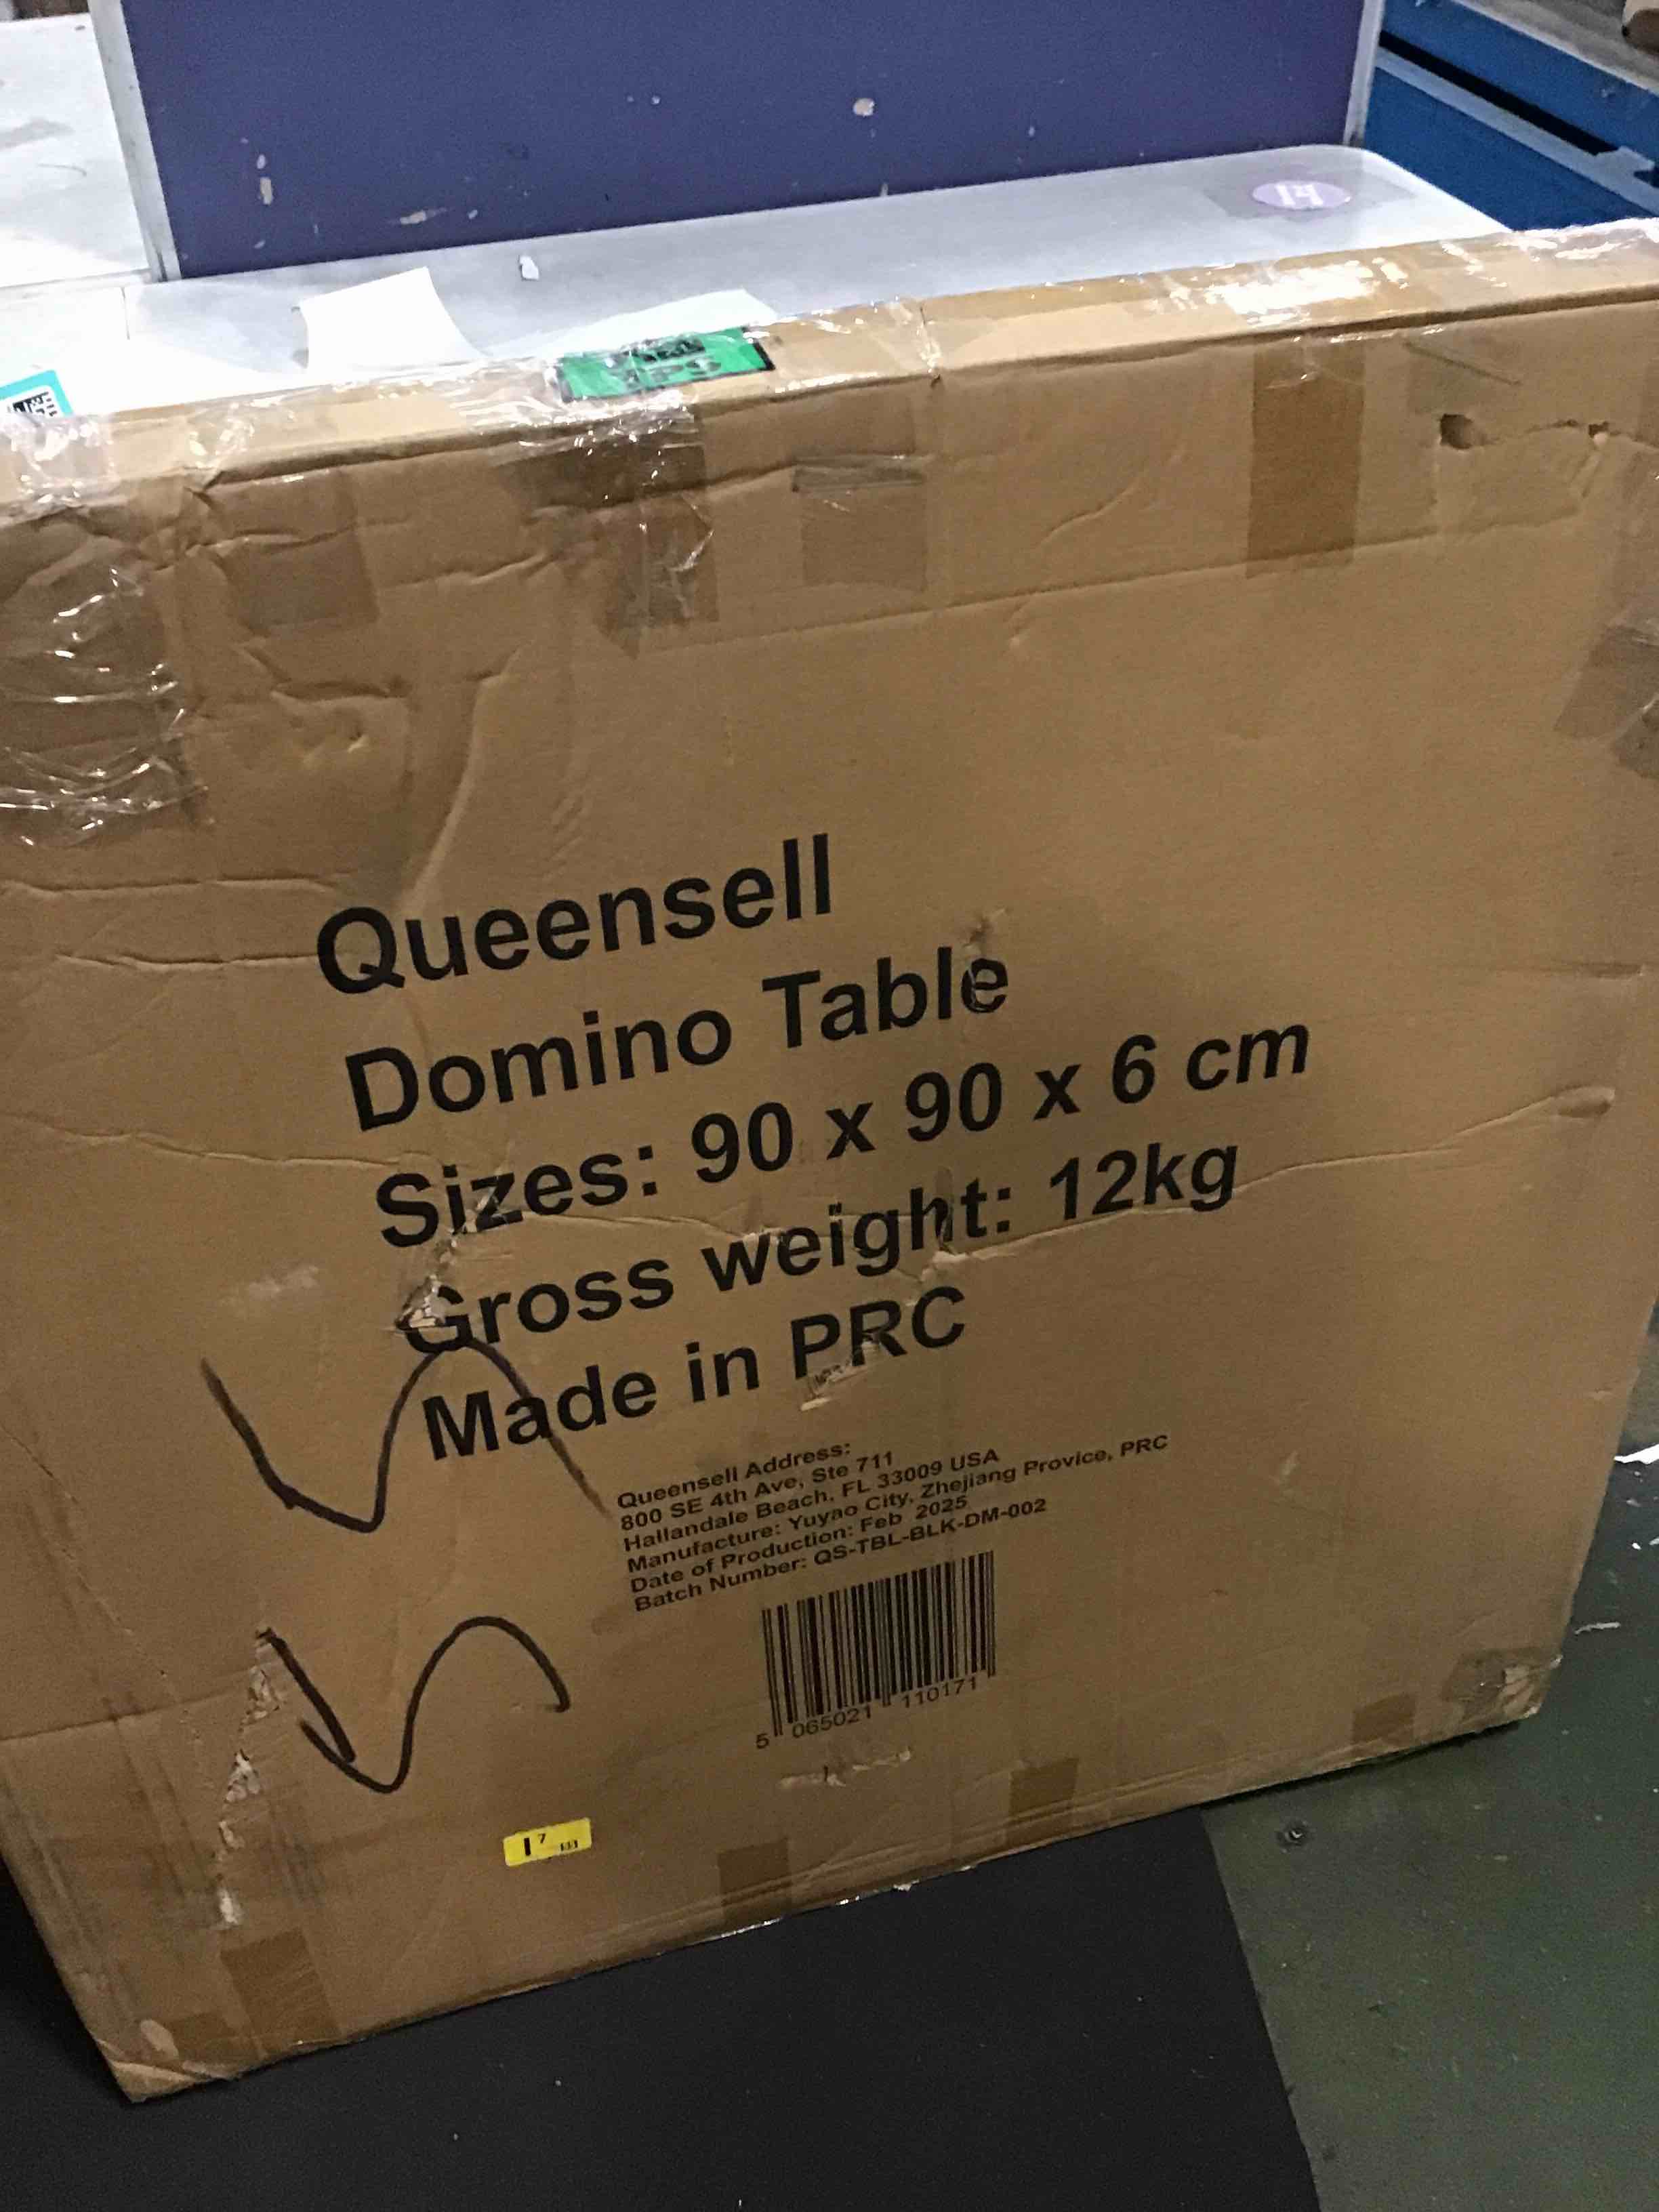 14
Queensell
Domino Table
Sizes: 90 x 90 x 6 cm
Gross weight: 12kg
Made in PRC
Queensell Address:
800 SE 4th Ave, Ste 711
Hallandale Beach, FL 33009 USA
Manufacture: Yuyao City, Zhejiang Provice, PRC
Date of Production: Feb 2025
Batch Number: QS-TBL-BLK-DM-002
5 065021 110171
7